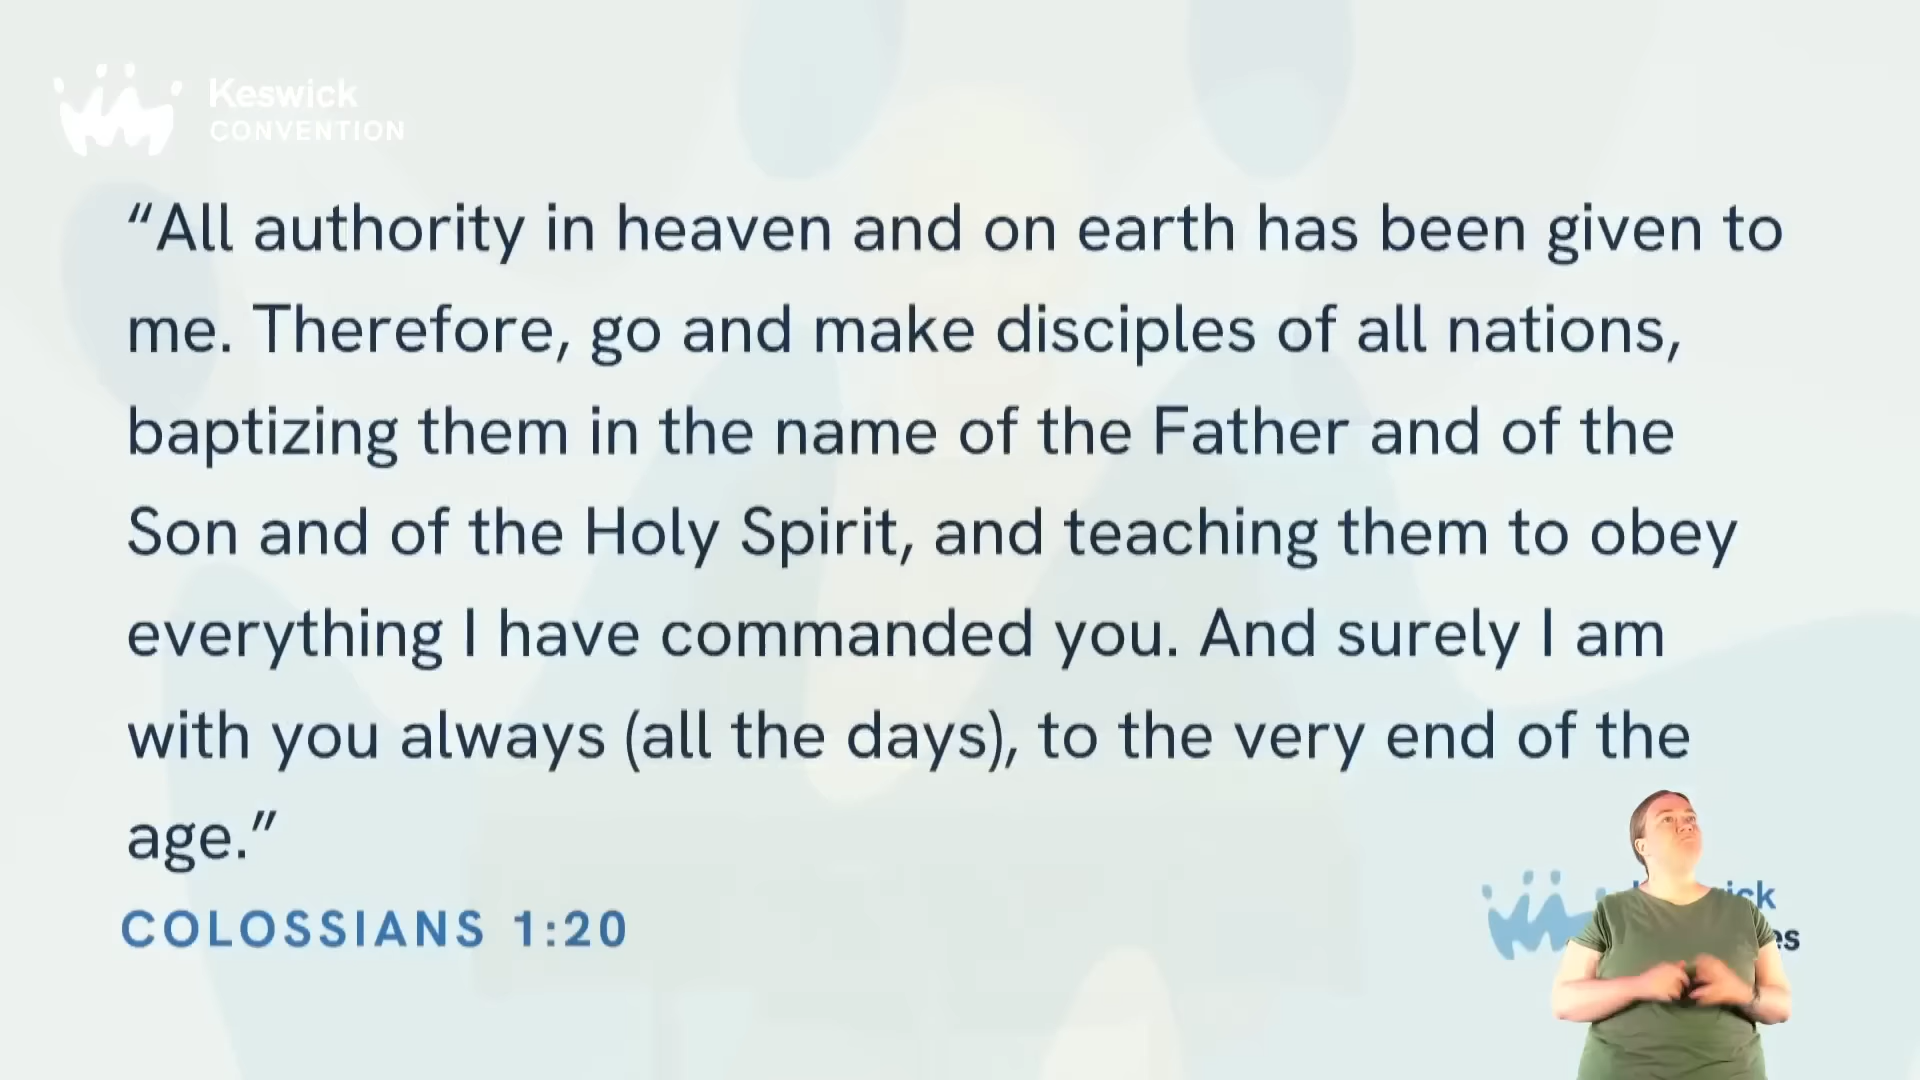 Keswick
CONVENTION
“All authority in heaven and on earth has been given to
me. Therefore, go and make disciples of all nations,
baptizing them in the name of the Father and of the
Son and of the Holy Spirit, and teaching them to obey
everything I have commanded you. And surely I am
with you always (all the days), to the very end of the
age.”
COLOSSIANS 1:20